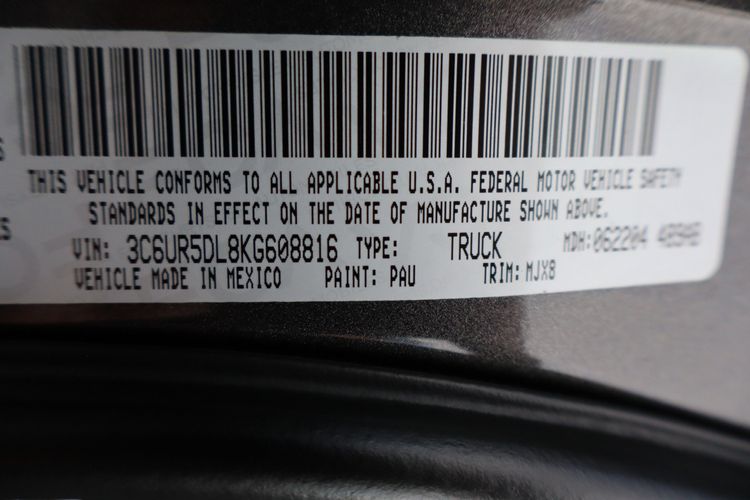 THIS VEHICLE CONFORMS TO ALL APPLICABLE U.S.A. FEDERAL MOTOR VEHICLE SAFETY
STANDARDS IN EFFECT ON THE DATE OF MANUFACTURE SHOWN ABOVE.
VIN: 3C6UR5DL8KG608816 TYPE: TRUCK MDH:062204
VEHICLE MADE IN MEXICO PAINT: PAU TRIM: MJX8